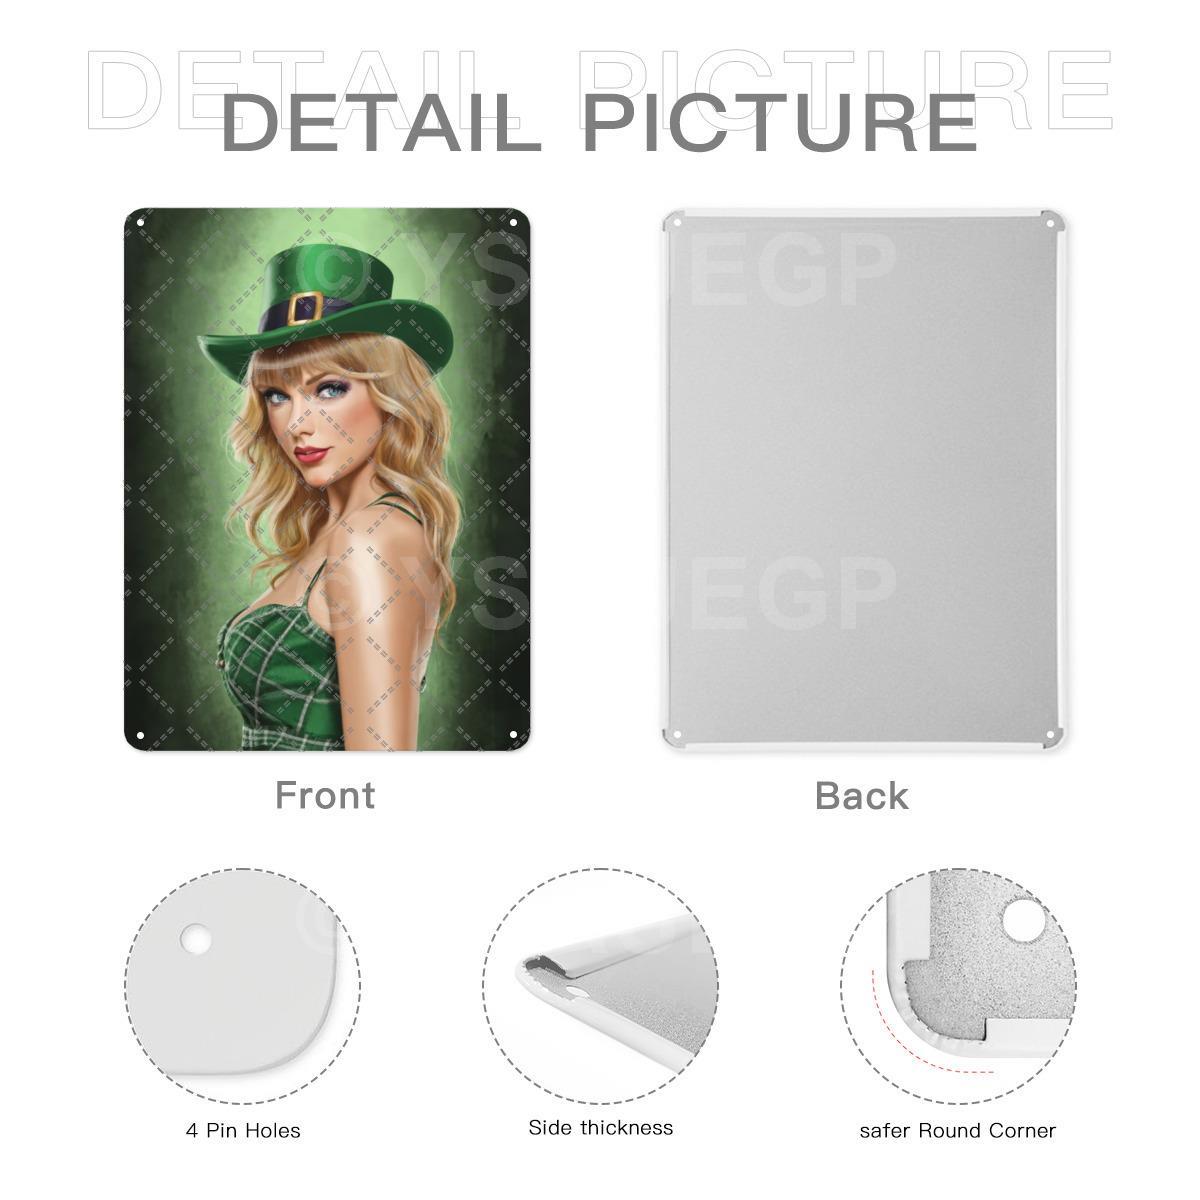 DETAIL PICTURE
DETAIL PICTURE
Front
Back
4 Pin Holes
Side thickness
safer Round Corner